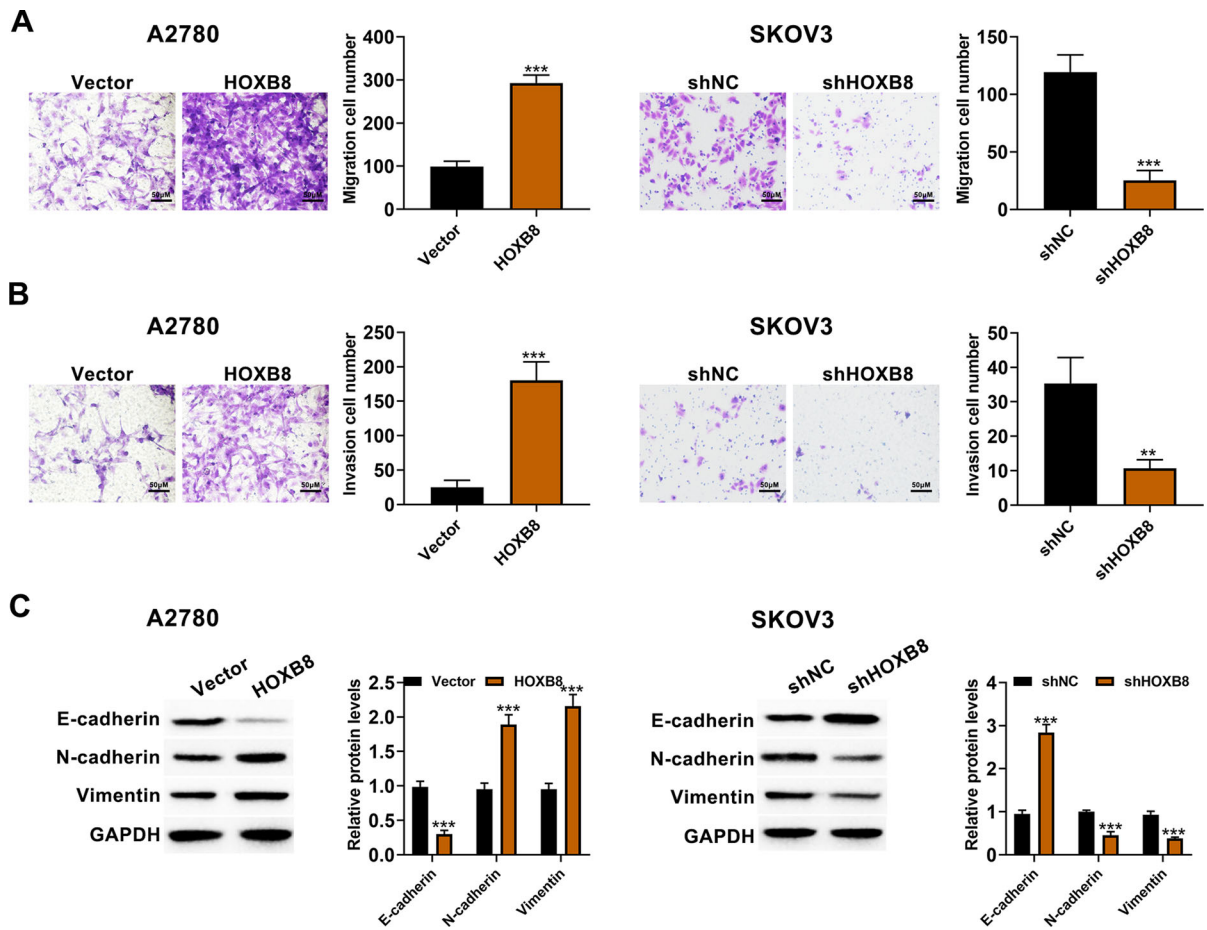 A
A2780
SKOV3
Vector
HOXB8
50μM
50μM
Migration cell number
400
300
200
100
0
***
Vector
HOXB8
shNC
shHOXB8
50μM
50μM
Migration cell number
150
100
50
0
***
shNC
shHOXB8
B
A2780
SKOV3
Vector
HOXB8
50μM
50μM
Invasion cell number
250
200
150
100
50
0
***
Vector
HOXB8
shNC
shHOXB8
50μM
50μM
Invasion cell number
50
40
30
20
10
0
**
shNC
shHOXB8
C
A2780
SKOV3
Vector
HOXB8
E-cadherin
N-cadherin
Vimentin
GAPDH
Relative protein levels
2.5
2.0
1.5
1.0
0.5
0.0
Vector
HOXB8
***
***
***
E-cadherin
N-cadherin
Vimentin
shNC
shHOXB8
E-cadherin
N-cadherin
Vimentin
GAPDH
Relative protein levels
4
3
2
1
0
shNC
shHOXB8
***
***
***
E-cadherin
N-cadherin
Vimentin